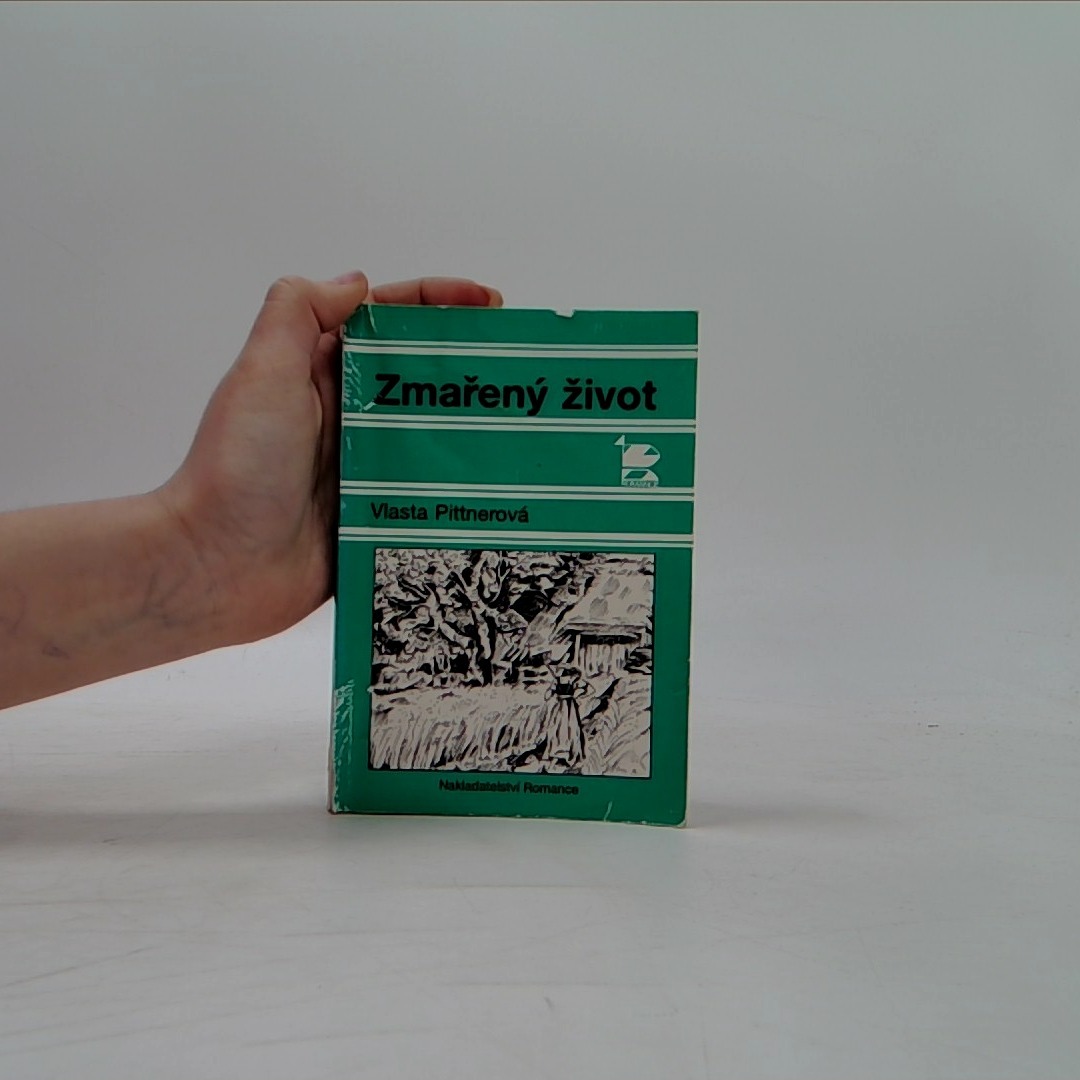 Zmařený život
Vlasta Pittnerová
Nakladatelství Romance